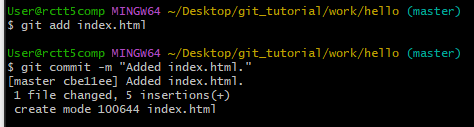 User@rctt5comp MINGW64 ~/Desktop/git_tutorial/work/hello (master)
$ git add index.html
User@rctt5comp MINGW64 ~/Desktop/git_tutorial/work/hello (master)
$ git commit -m "Added index.html."
[master cbe11ee] Added index.html.
 1 file changed, 5 insertions(+)
 create mode 100644 index.html